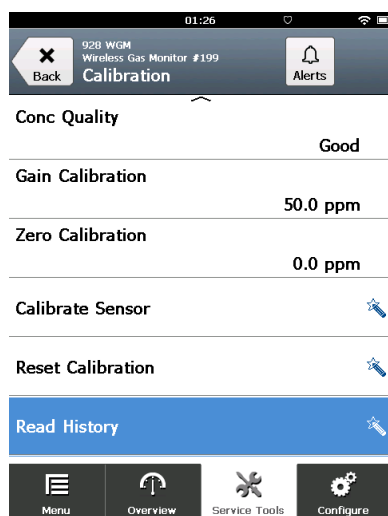 01:26
928 WGM
Wireless Gas Monitor #199
Calibration
Back
Alerts
Conc Quality
Good
Gain Calibration
50.0 ppm
Zero Calibration
0.0 ppm
Calibrate Sensor
Reset Calibration
Read History
Menu
Overview
Service Tools
Configure